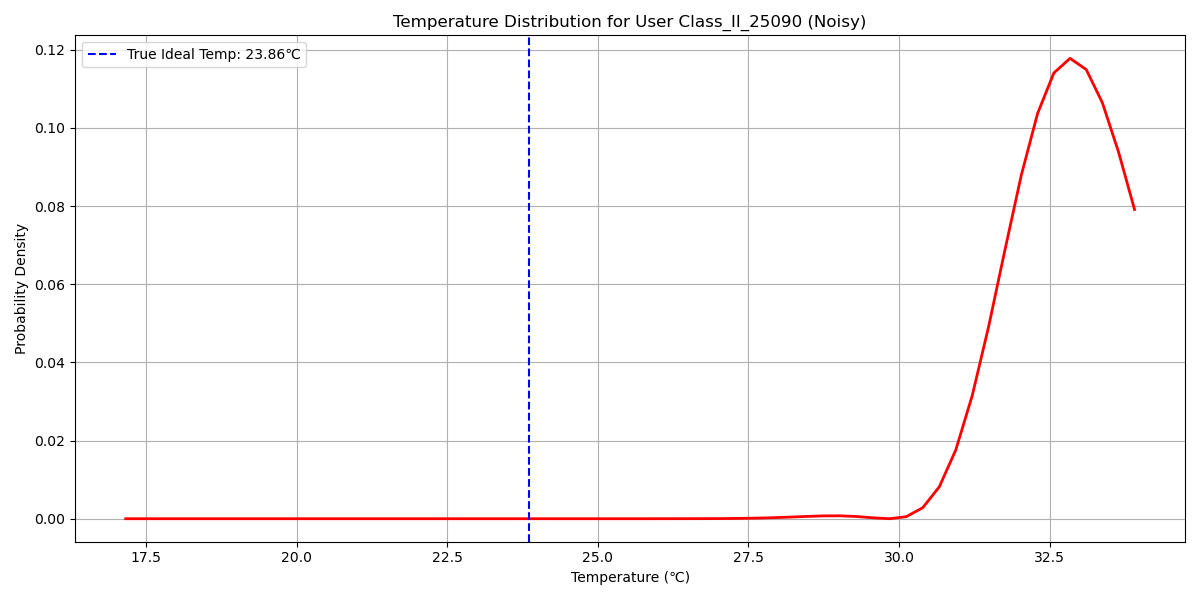 Temperature Distribution for User Class_II_25090 (Noisy)
True Ideal Temp: 23.86℃
0.12
0.10
0.08
0.06
0.04
0.02
0.00
Probability Density
17.5 20.0 22.5 25.0 27.5 30.0 32.5
Temperature (℃)